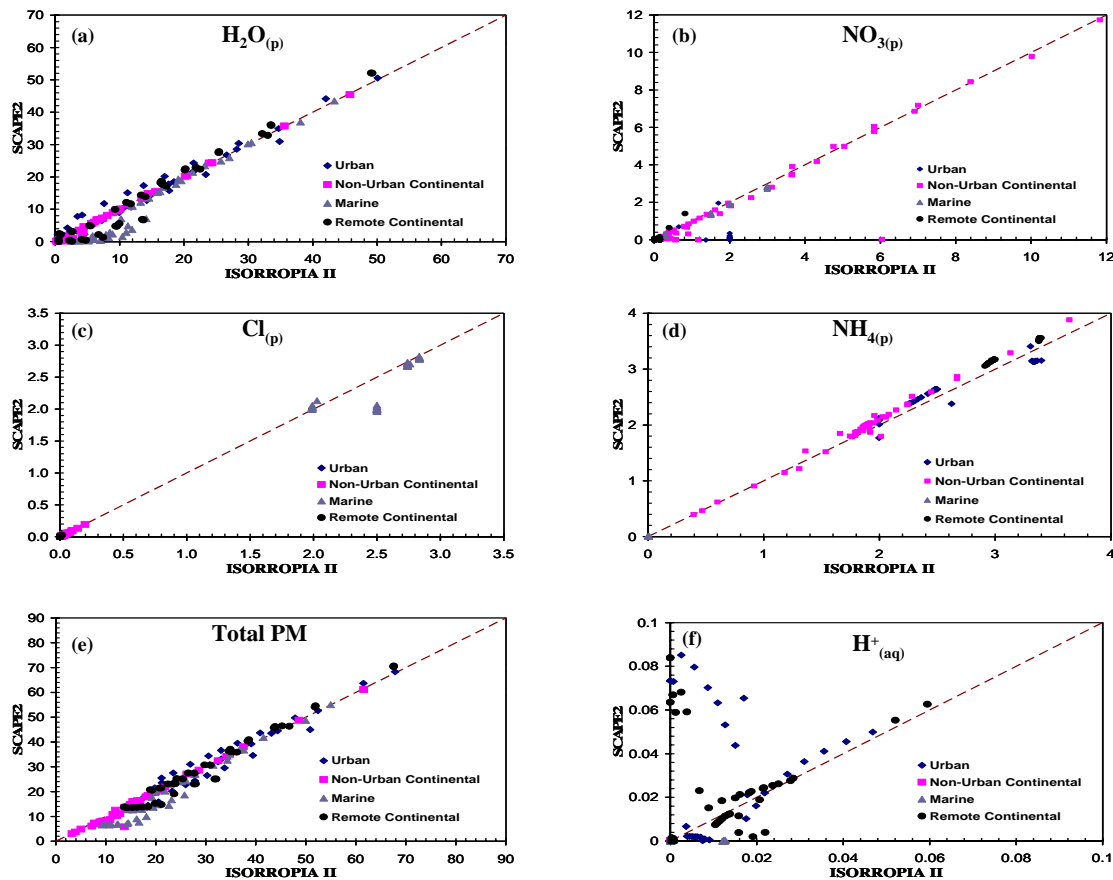 (a) H₂O(p)
SCAPE2
70
60
50
40
30
20
10
0
Urban
Non-Urban Continental
Marine
Remote Continental
0 10 20 30 40 50 60 70
ISORROPIA II
(b) NO3(p)
SCAPE2
12
10
8
6
4
2
0
Urban
Non-Urban Continental
Marine
Remote Continental
0 2 4 6 8 10 12
ISORROPIA II
(c) Cl(p)
SCAPE2
3.5
3.0
2.5
2.0
1.5
1.0
0.5
0.0
Urban
Non-Urban Continental
Marine
Remote Continental
0.0 0.5 1.0 1.5 2.0 2.5 3.0 3.5
ISORROPIA II
(d) NH4(p)
SCAPE2
4
3
2
1
0
Urban
Non-Urban Continental
Marine
Remote Continental
0 1 2 3 4
ISORROPIA II
(e) Total PM
SCAPE2
90
80
70
60
50
40
30
20
10
0
Urban
Non-Urban Continental
Marine
Remote Continental
0 10 20 30 40 50 60 70 80 90
ISORROPIA II
(f) H⁺(aq)
SCAPE2
0.1
0.08
0.06
0.04
0.02
0
Urban
Non-Urban Continental
Marine
Remote Continental
0 0.02 0.04 0.06 0.08 0.1
ISORROPIA II